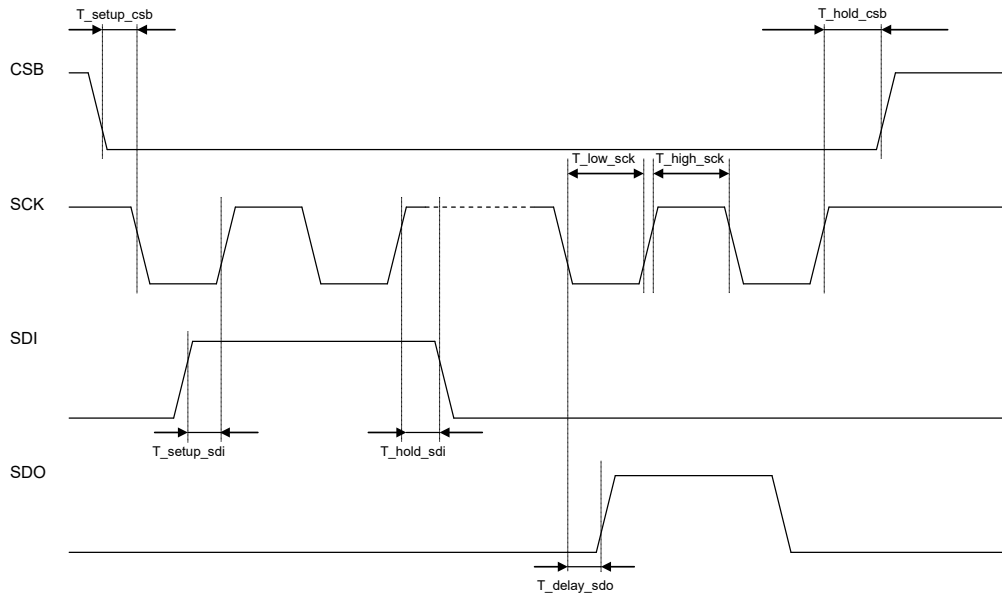 T_setup_csb
T_hold_csb
CSB
T_low_sck
T_high_sck
SCK
SDI
T_setup_sdi
T_hold_sdi
SDO
T_delay_sdo